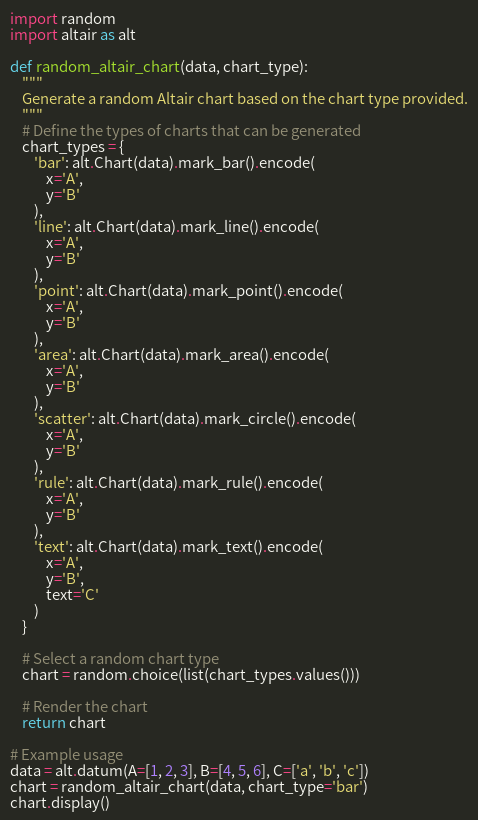 import random
import altair as alt

def random_altair_chart(data, chart_type):
    """
    Generate a random Altair chart based on the chart type provided.
    """
    # Define the types of charts that can be generated
    chart_types = {
        'bar': alt.Chart(data).mark_bar().encode(
            x='A',
            y='B'
        ),
        'line': alt.Chart(data).mark_line().encode(
            x='A',
            y='B'
        ),
        'point': alt.Chart(data).mark_point().encode(
            x='A',
            y='B'
        ),
        'area': alt.Chart(data).mark_area().encode(
            x='A',
            y='B'
        ),
        'scatter': alt.Chart(data).mark_circle().encode(
            x='A',
            y='B'
        ),
        'rule': alt.Chart(data).mark_rule().encode(
            x='A',
            y='B'
        ),
        'text': alt.Chart(data).mark_text().encode(
            x='A',
            y='B',
            text='C'
        )
    }

    # Select a random chart type
    chart = random.choice(list(chart_types.values()))

    # Render the chart
    return chart

# Example usage
data = alt.datum(A=[1, 2, 3], B=[4, 5, 6], C=['a', 'b', 'c'])
chart = random_altair_chart(data, chart_type='bar')
chart.display()